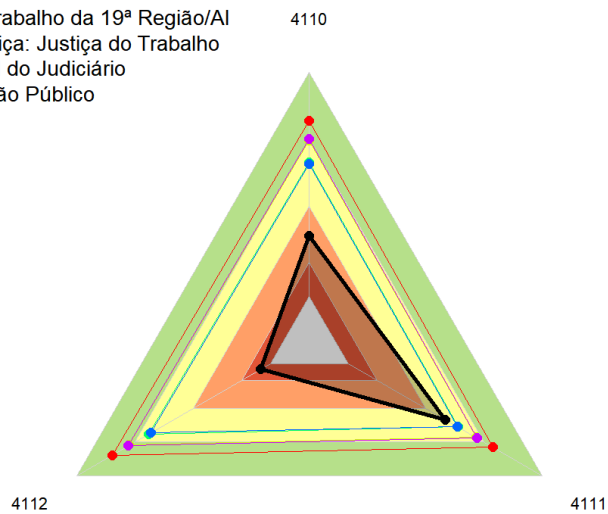 rabalho da 19ª Região/Al
iça: Justiça do Trabalho
do Judiciário
ão Público
4110
4112
4111